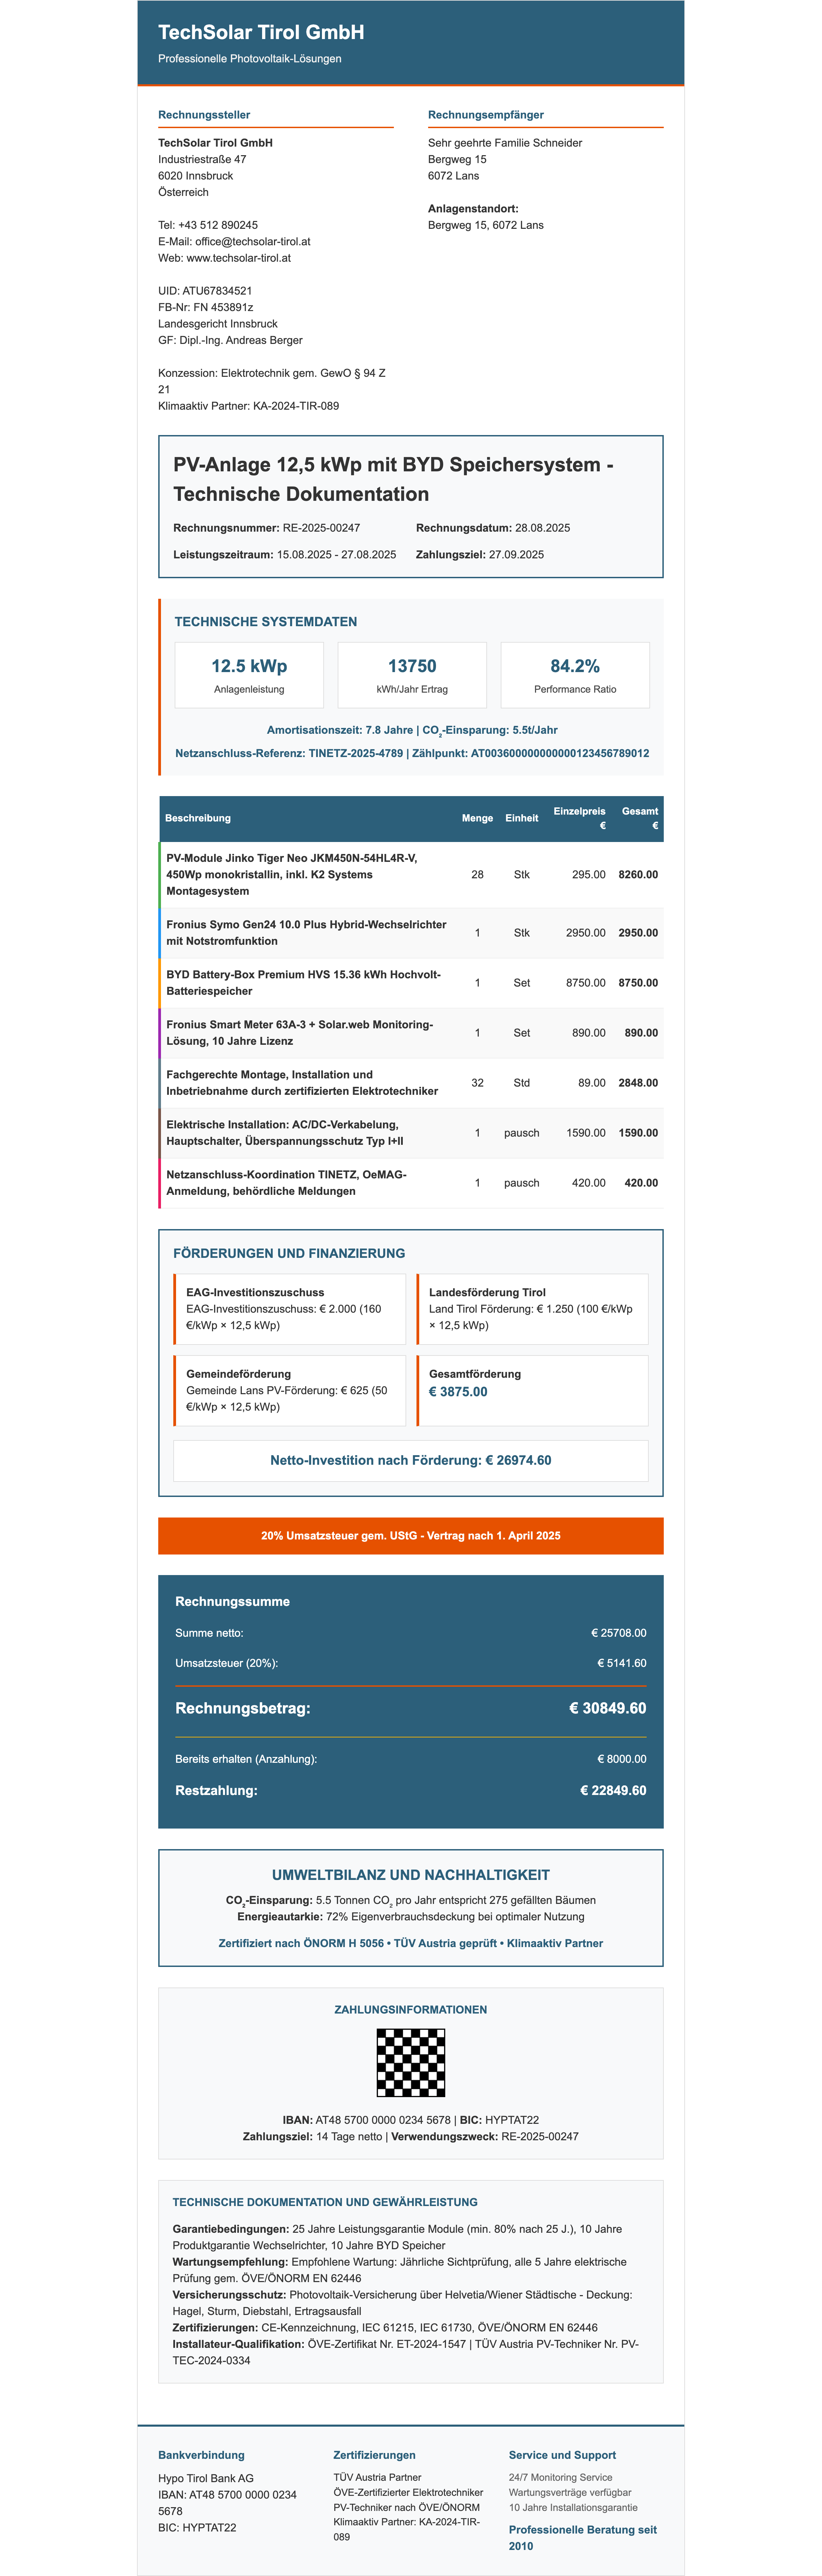 TechSolar Tirol GmbH
Professionelle Photovoltaik-Lösungen
Rechnungssteller
TechSolar Tirol GmbH
Industriestraße 47
6020 Innsbruck
Österreich
Tel: +43 512 890245
E-Mail: office@techsolar-tirol.at
Web: www.techsolar-tirol.at
UID: ATU67834521
FB-Nr: FN 453891z
Landesgericht Innsbruck
GF: Dipl.-Ing. Andreas Berger
Konzession: Elektrotechnik gem. GewO § 94 Z
21
Klimaaktiv Partner: KA-2024-TIR-089
Rechnungsempfänger
Sehr geehrte Familie Schneider
Bergweg 15
6072 Lans
Anlagenstandort:
Bergweg 15, 6072 Lans
PV-Anlage 12,5 kWp mit BYD Speichersystem -
Technische Dokumentation
Rechnungsnummer: RE-2025-00247
Rechnungsdatum: 28.08.2025
Leistungszeitraum: 15.08.2025 - 27.08.2025
Zahlungsziel: 27.09.2025
TECHNISCHE SYSTEMDATEN
12.5 kWp
Anlagenleistung
13750
kWh/Jahr Ertrag
84.2%
Performance Ratio
Amortisationszeit: 7.8 Jahre | CO₂-Einsparung: 5.5t/Jahr
Netzanschluss-Referenz: TINETZ-2025-4789 | Zählpunkt: AT003600000000000123456789012
Beschreibung Menge Einheit Einzelpreis € Gesamt €
PV-Module Jinko Tiger Neo JKM450N-54HL4R-V,
450Wp monokristallin, inkl. K2 Systems
Montagesystem
28 Stk 295.00 8260.00
Fronius Symo Gen24 10.0 Plus Hybrid-Wechselrichter
mit Notstromfunktion
1 Stk 2950.00 2950.00
BYD Battery-Box Premium HVS 15.36 kWh Hochvolt-
Batteriespeicher
1 Set 8750.00 8750.00
Fronius Smart Meter 63A-3 + Solar.web Monitoring-
Lösung, 10 Jahre Lizenz
1 Set 890.00 890.00
Fachgerechte Montage, Installation und
Inbetriebnahme durch zertifizierten Elektrotechniker
32 Std 89.00 2848.00
Elektrische Installation: AC/DC-Verkabelung,
Hauptschalter, Überspannungsschutz Typ I+II
1 pausch 1590.00 1590.00
Netzanschluss-Koordination TINETZ, OeMAG-
Anmeldung, behördliche Meldungen
1 pausch 420.00 420.00
FÖRDERUNGEN UND FINANZIERUNG
EAG-Investitionszuschuss
EAG-Investitionszuschuss: € 2.000 (160
€/kWp × 12,5 kWp)
Landesförderung Tirol
Land Tirol Förderung: € 1.250 (100 €/kWp
× 12,5 kWp)
Gemeindeförderung
Gemeinde Lans PV-Förderung: € 625 (50
€/kWp × 12,5 kWp)
Gesamtförderung
€ 3875.00
Netto-Investition nach Förderung: € 26974.60
20% Umsatzsteuer gem. UStG - Vertrag nach 1. April 2025
Rechnungssumme
Summe netto: € 25708.00
Umsatzsteuer (20%): € 5141.60
Rechnungsbetrag: € 30849.60
Bereits erhalten (Anzahlung): € 8000.00
Restzahlung: € 22849.60
UMWELTBILANZ UND NACHHALTIGKEIT
CO₂-Einsparung: 5.5 Tonnen CO₂ pro Jahr entspricht 275 gefällten Bäumen
Energieautarkie: 72% Eigenverbrauchsdeckung bei optimaler Nutzung
Zertifiziert nach ÖNORM H 5056 • TÜV Austria geprüft • Klimaaktiv Partner
ZAHLUNGSINFORMATIONEN
IBAN: AT48 5700 0000 0234 5678 | BIC: HYPTAT22
Zahlungsziel: 14 Tage netto | Verwendungszweck: RE-2025-00247
TECHNISCHE DOKUMENTATION UND GEWÄHRLEISTUNG
Garantiebedingungen: 25 Jahre Leistungsgarantie Module (min. 80% nach 25 J.), 10 Jahre
Produktgarantie Wechselrichter, 10 Jahre BYD Speicher
Wartungsempfehlung: Empfohlene Wartung: Jährliche Sichtprüfung, alle 5 Jahre elektrische
Prüfung gem. ÖVE/ÖNORM EN 62446
Versicherungsschutz: Photovoltaik-Versicherung über Helvetia/Wiener Städtische - Deckung:
Hagel, Sturm, Diebstahl, Ertragsausfall
Zertifizierungen: CE-Kennzeichnung, IEC 61215, IEC 61730, ÖVE/ÖNORM EN 62446
Installateur-Qualifikation: ÖVE-Zertifikat Nr. ET-2024-1547 | TÜV Austria PV-Techniker Nr. PV-
TEC-2024-0334
Bankverbindung
Hypo Tirol Bank AG
IBAN: AT48 5700 0000 0234
5678
BIC: HYPTAT22
Zertifizierungen
TÜV Austria Partner
ÖVE-Zertifizierter Elektrotechniker
PV-Techniker nach ÖVE/ÖNORM
Klimaaktiv Partner: KA-2024-TIR-
089
Service und Support
24/7 Monitoring Service
Wartungsverträge verfügbar
10 Jahre Installationsgarantie
Professionelle Beratung seit
2010